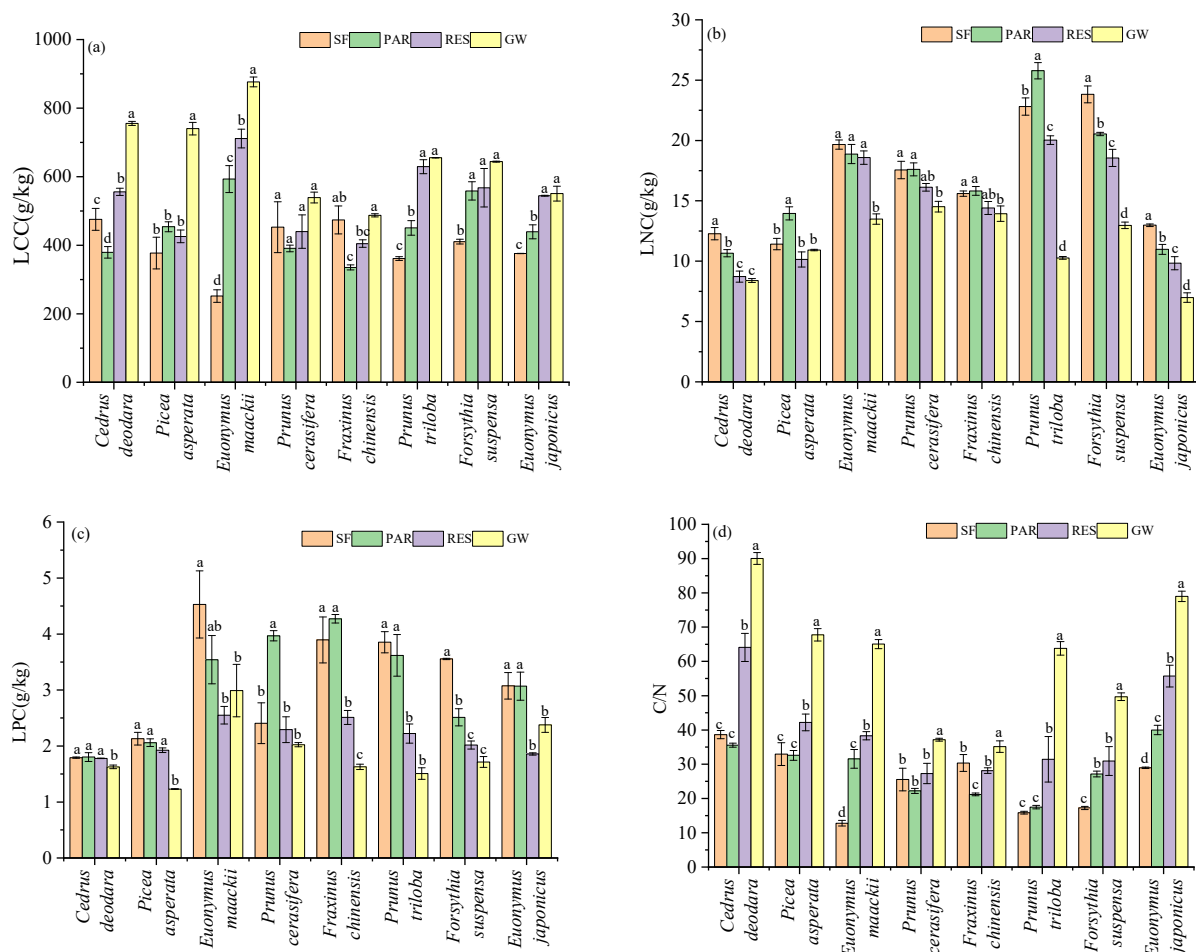 (a)
SF PAR RES GW
LCC(g/kg)
1000
800
600
400
200
0
c d b a
b b b a
d c b a
a a a a
ab c bc a
c b a a
b a a a
c b a a
Cedrus
deodara
Picea
asperata
Euonymus
maackii
Prunus
cerasifera
Fraxinus
chinensis
Prunus
triloba
Forsythia
suspensa
Euonymus
japonicus
(b)
SF PAR RES GW
LNC(g/kg)
30
25
20
15
10
5
0
a b c c
b a b b
a a a b
a a ab b
a a ab b
b a c d
a b c d
a b c d
Cedrus
deodara
Picea
asperata
Euonymus
maackii
Prunus
cerasifera
Fraxinus
chinensis
Prunus
triloba
Forsythia
suspensa
Euonymus
japonicus
(c)
SF PAR RES GW
LPC(g/kg)
6
5
4
3
2
1
0
a a a b
a a a b
a ab b b
b a b b
a a b c
a a b b
a b c c
a a b b
Cedrus
deodara
Picea
asperata
Euonymus
maackii
Prunus
cerasifera
Fraxinus
chinensis
Prunus
triloba
Forsythia
suspensa
Euonymus
japonicus
(d)
SF PAR RES GW
C/N
100
90
80
70
60
50
40
30
20
10
0
c c b a
c c b a
d c b a
b b b a
b c b a
c c b a
c b b a
d c b a
Cedrus
deodara
Picea
asperata
Euonymus
maackii
Prunus
cerasifera
Fraxinus
chinensis
Prunus
triloba
Forsythia
suspensa
Euonymus
japonicus